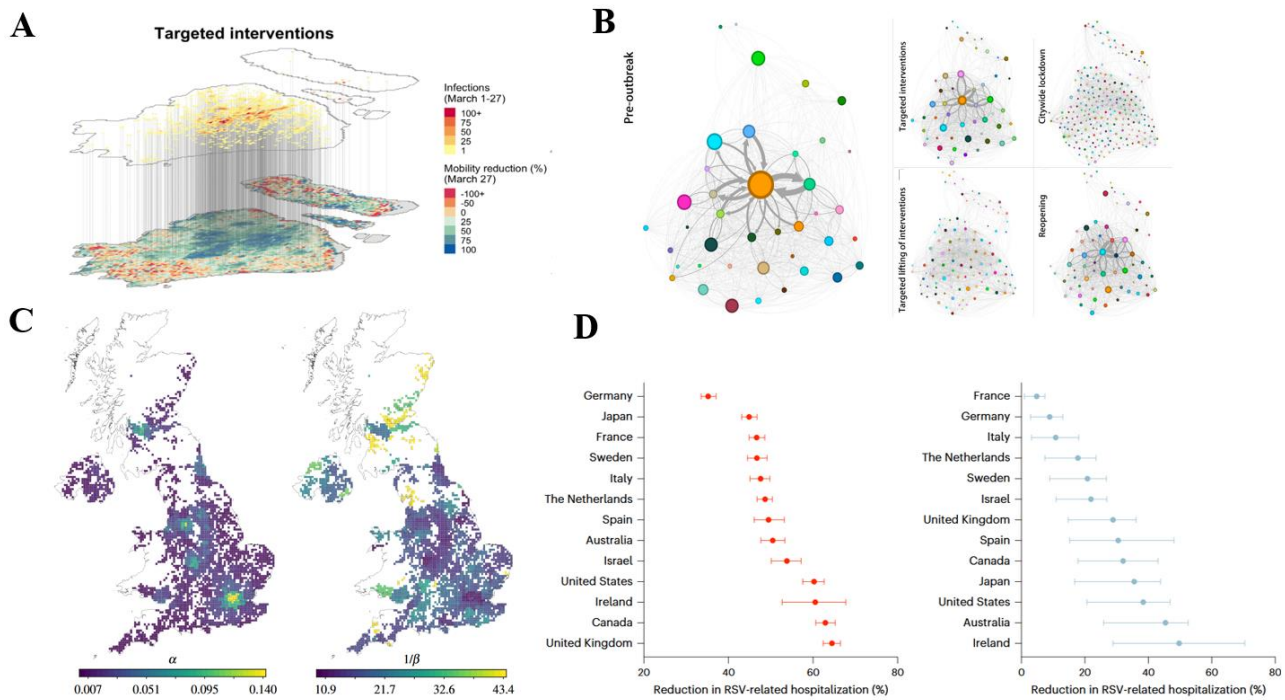 A
Targeted interventions
Infections
(March 1-27)
100+
75
50
25
1
Mobility reduction (%)
(March 27)
-100+
-50
0
25
50
75
100
B
Pre-outbreak
Targeted interventions
Citywide lockdown
Targeted lifting of interventions
Reopening
C
α
0.007 0.051 0.095 0.140
1/β
10.9 21.7 32.6 43.4
D
Germany
Japan
France
Sweden
Italy
The Netherlands
Spain
Australia
Israel
United States
Ireland
Canada
United Kingdom
20 40 60 80
Reduction in RSV-related hospitalization (%)
France
Germany
Italy
The Netherlands
Sweden
Israel
United Kingdom
Spain
Canada
Japan
United States
Australia
Ireland
0 20 40 60 80
Reduction in RSV-related hospitalization (%)